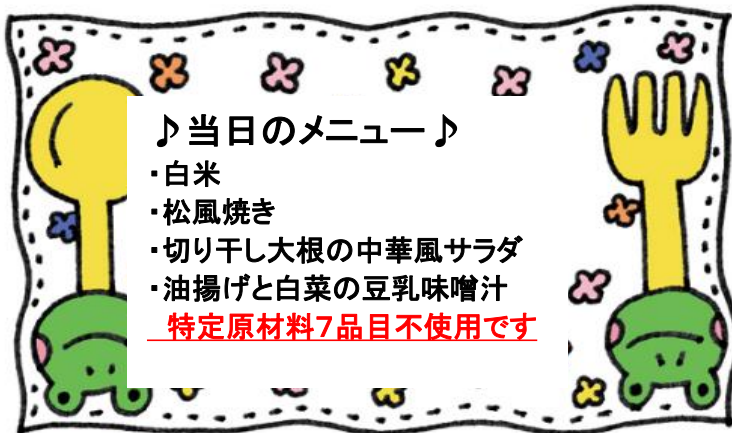 ♪当日のメニュー♪
・白米
・松風焼き
・切り干し大根の中華風サラダ
・油揚げと白菜の豆乳味噌汁
特定原材料7品目不使用です